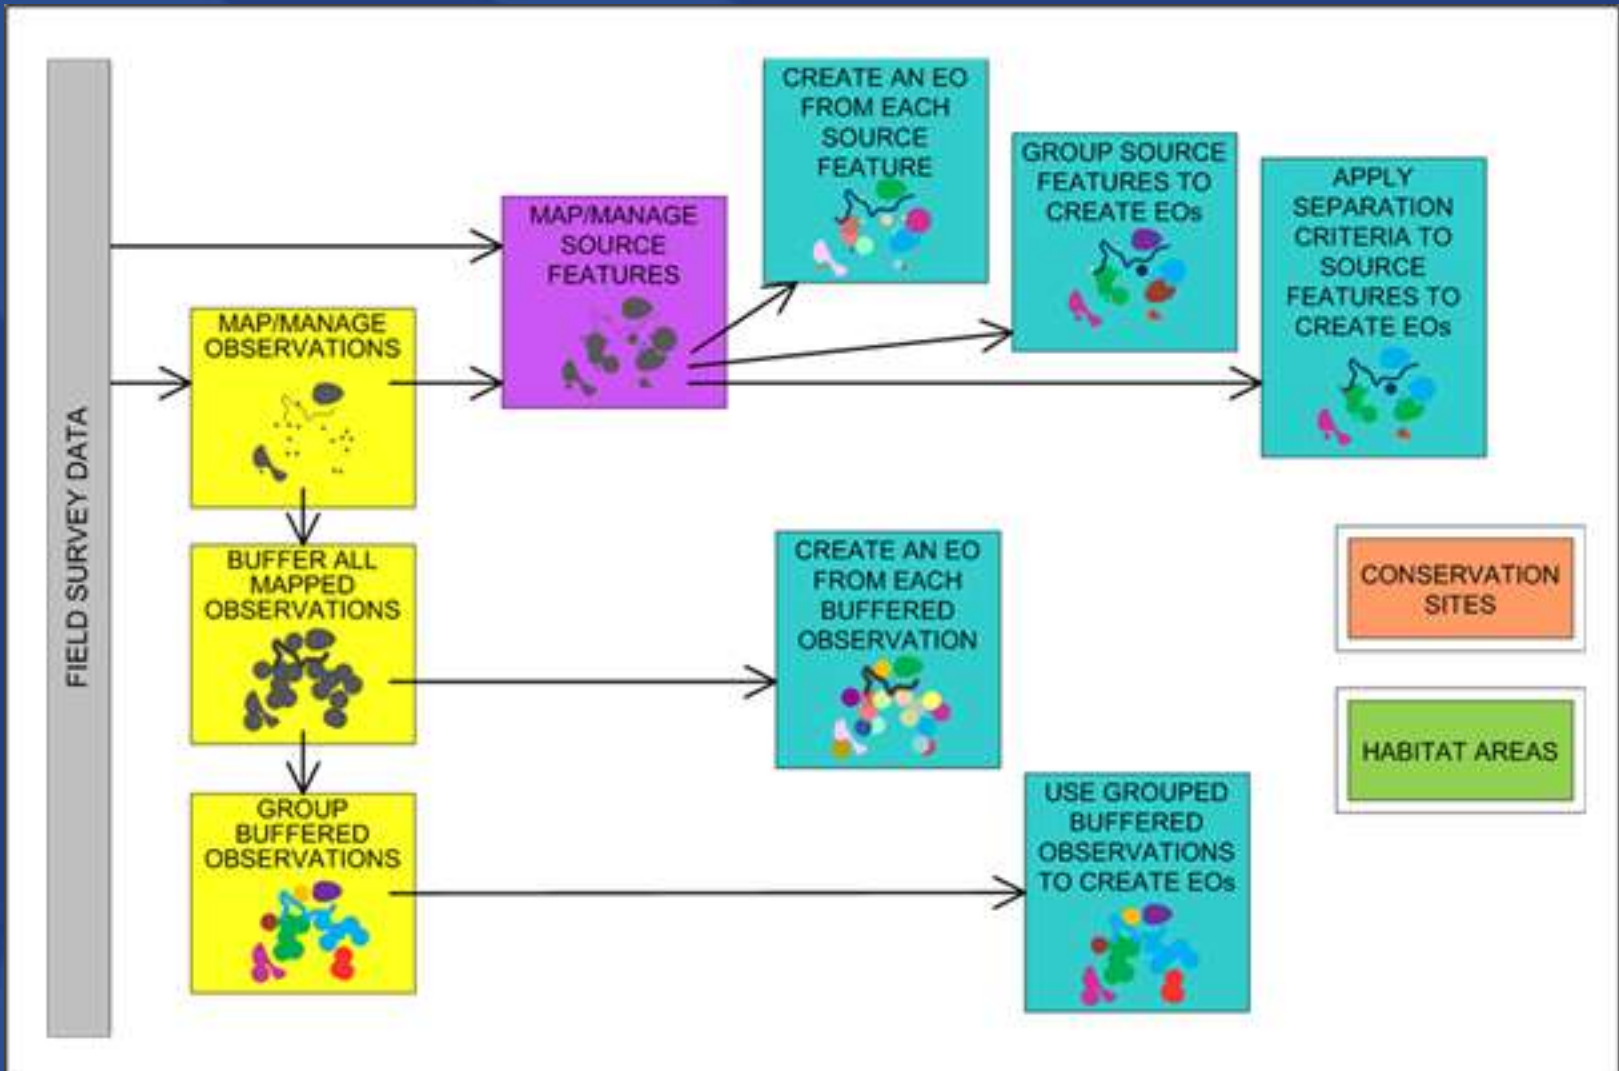 FIELD SURVEY DATA
MAP/MANAGE
OBSERVATIONS
BUFFER ALL
MAPPED
OBSERVATIONS
GROUP
BUFFERED
OBSERVATIONS
MAP/MANAGE
SOURCE
FEATURES
CREATE AN EO
FROM EACH
SOURCE
FEATURE
GROUP SOURCE
FEATURES TO
CREATE EOs
APPLY
SEPARATION
CRITERIA TO
SOURCE
FEATURES TO
CREATE EOs
CREATE AN EO
FROM EACH
BUFFERED
OBSERVATION
USE GROUPED
BUFFERED
OBSERVATIONS
TO CREATE EOs
CONSERVATION
SITES
HABITAT AREAS